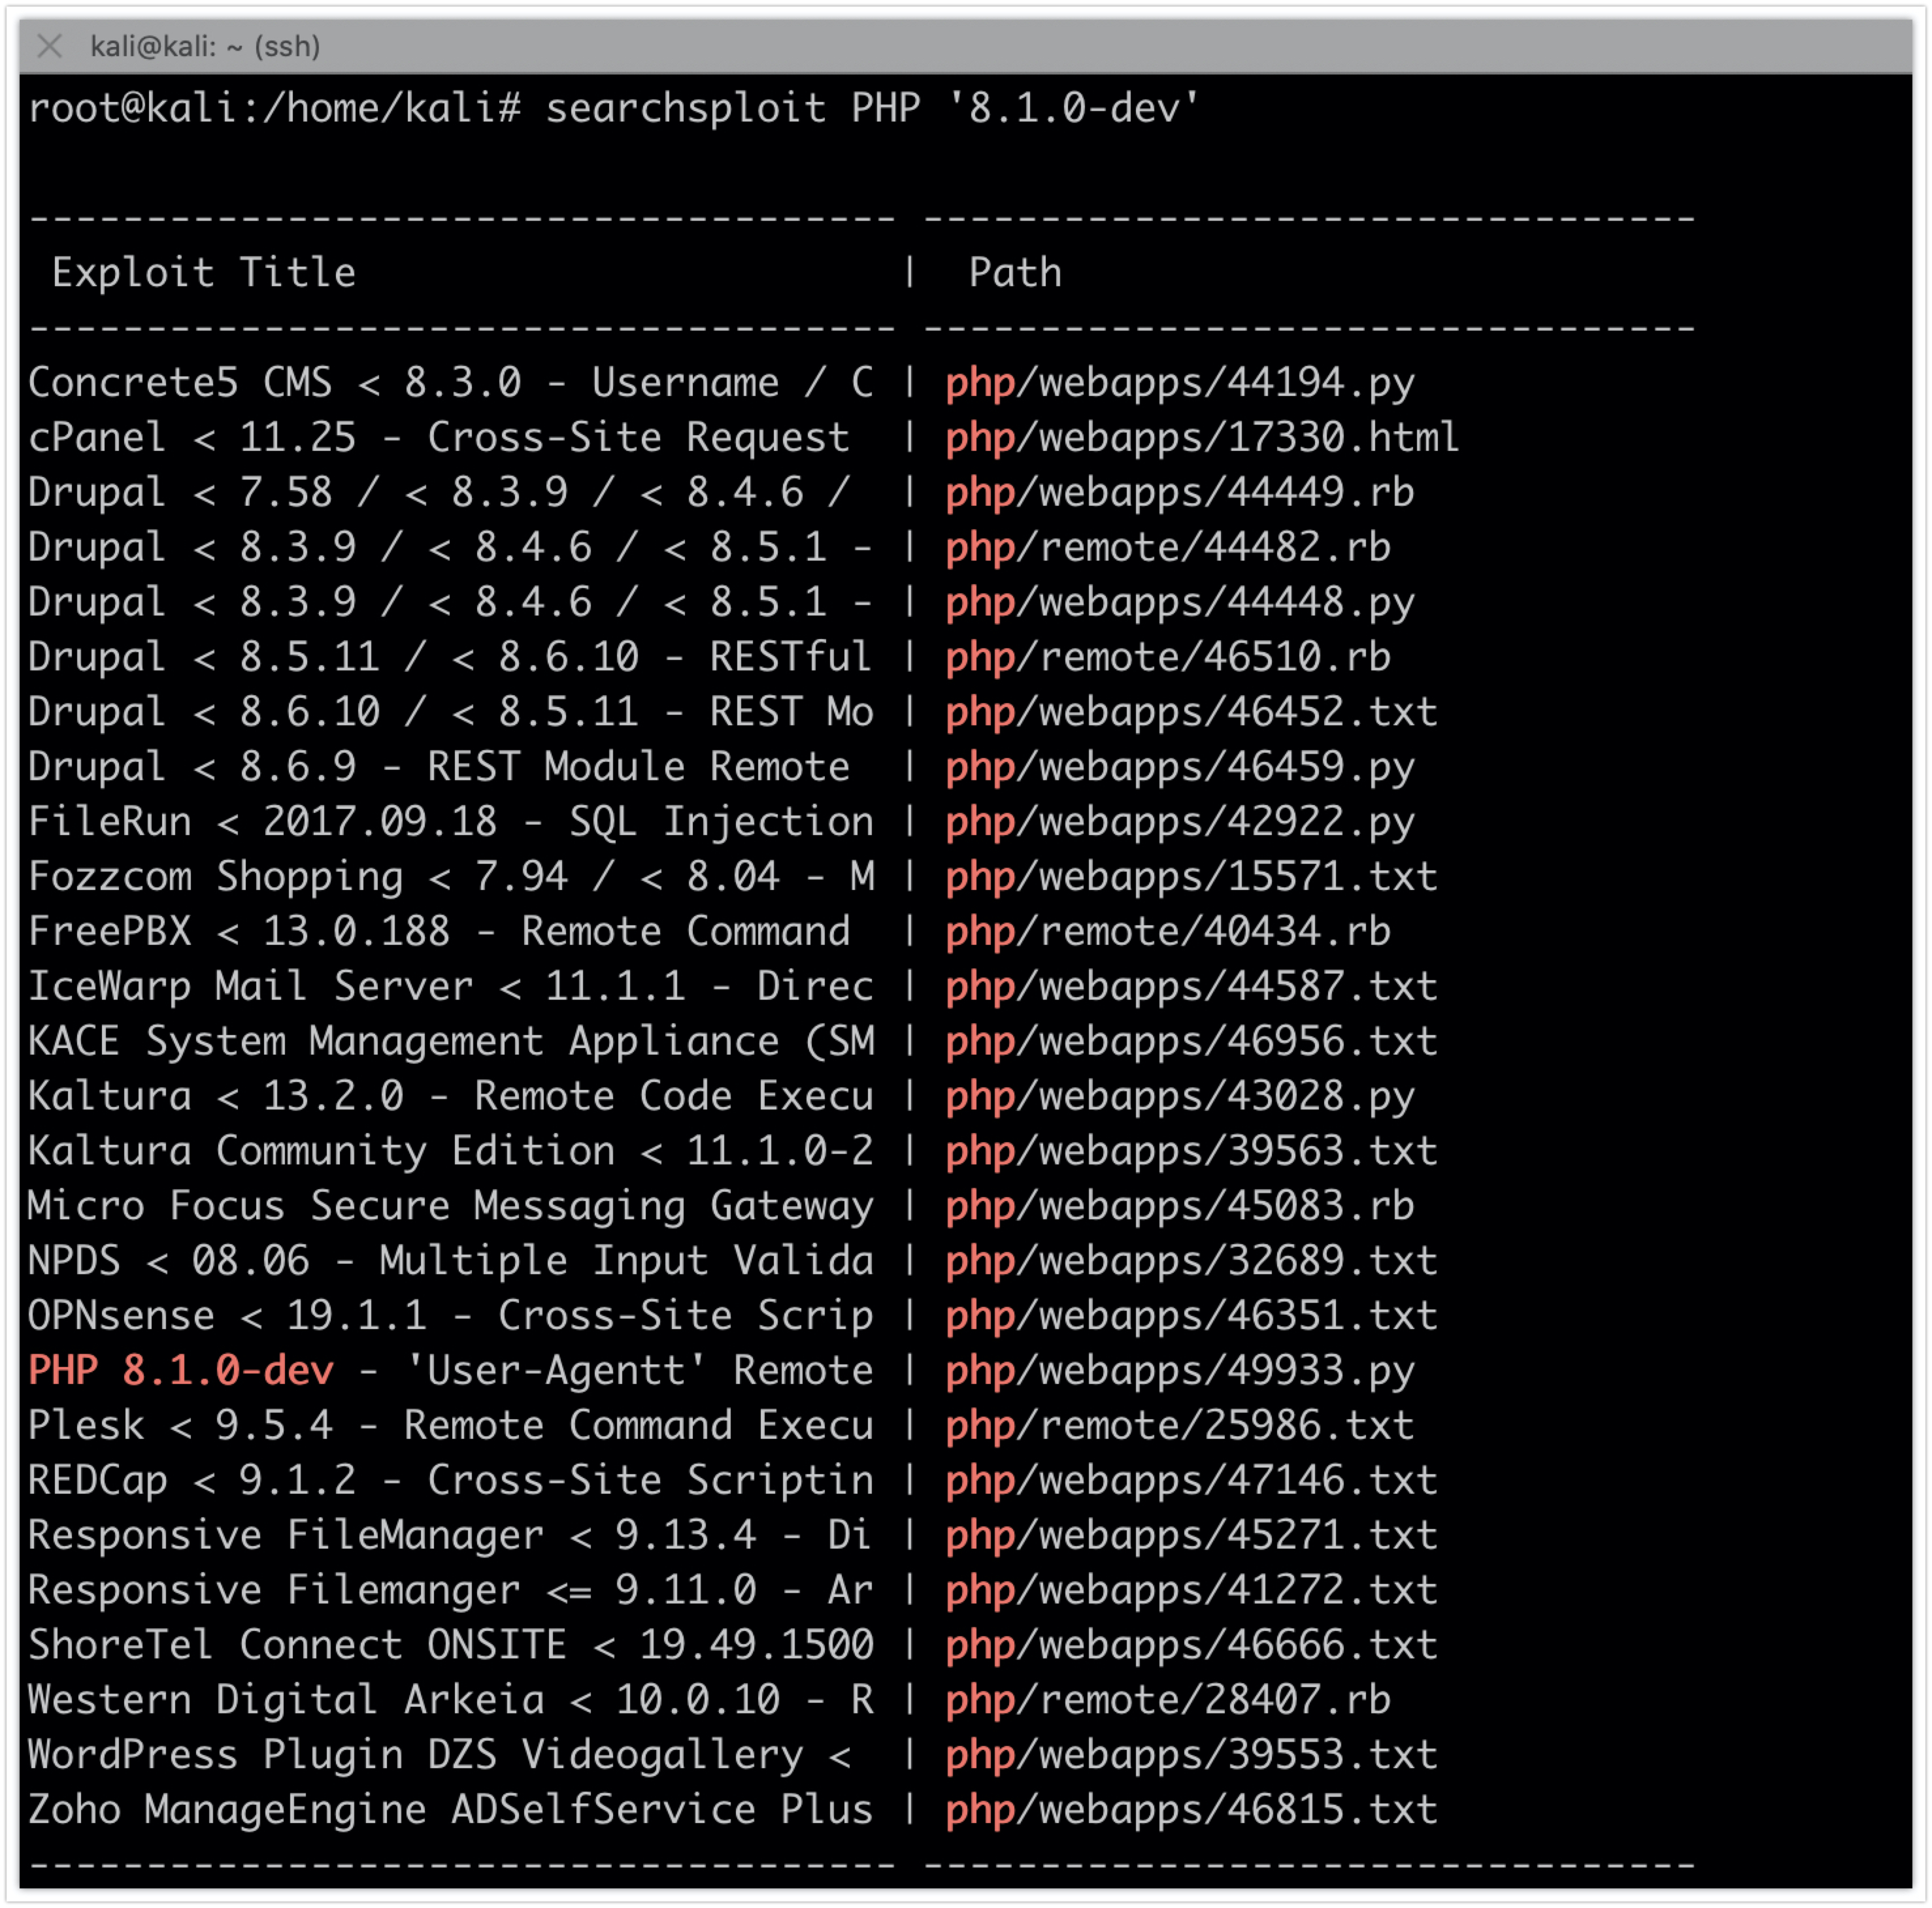 kali@kali: ~ (ssh)
root@kali:/home/kali# searchsploit PHP '8.1.0-dev'
------------------------------------- ---------------------------------
 Exploit Title                       |  Path
------------------------------------- ---------------------------------
Concrete5 CMS < 8.3.0 - Username / C | php/webapps/44194.py
cPanel < 11.25 - Cross-Site Request  | php/webapps/17330.html
Drupal < 7.58 / < 8.3.9 / < 8.4.6 /  | php/webapps/44449.rb
Drupal < 8.3.9 / < 8.4.6 / < 8.5.1 - | php/remote/44482.rb
Drupal < 8.3.9 / < 8.4.6 / < 8.5.1 - | php/webapps/44448.py
Drupal < 8.5.11 / < 8.6.10 - RESTful | php/remote/46510.rb
Drupal < 8.6.10 / < 8.5.11 - REST Mo | php/webapps/46452.txt
Drupal < 8.6.9 - REST Module Remote  | php/webapps/46459.py
FileRun < 2017.09.18 - SQL Injection | php/webapps/42922.py
Fozzcom Shopping < 7.94 / < 8.04 - M | php/webapps/15571.txt
FreePBX < 13.0.188 - Remote Command  | php/remote/40434.rb
IceWarp Mail Server < 11.1.1 - Direc | php/webapps/44587.txt
KACE System Management Appliance (SM | php/webapps/46956.txt
Kaltura < 13.2.0 - Remote Code Execu | php/webapps/43028.py
Kaltura Community Edition < 11.1.0-2 | php/webapps/39563.txt
Micro Focus Secure Messaging Gateway | php/webapps/45083.rb
NPDS < 08.06 - Multiple Input Valida | php/webapps/32689.txt
OPNsense < 19.1.1 - Cross-Site Scrip | php/webapps/46351.txt
PHP 8.1.0-dev - 'User-Agentt' Remote | php/webapps/49933.py
Plesk < 9.5.4 - Remote Command Execu | php/remote/25986.txt
REDCap < 9.1.2 - Cross-Site Scriptin | php/webapps/47146.txt
Responsive FileManager < 9.13.4 - Di | php/webapps/45271.txt
Responsive Filemanger <= 9.11.0 - Ar | php/webapps/41272.txt
ShoreTel Connect ONSITE < 19.49.1500 | php/webapps/46666.txt
Western Digital Arkeia < 10.0.10 - R | php/remote/28407.rb
WordPress Plugin DZS Videogallery <  | php/webapps/39553.txt
Zoho ManageEngine ADSelfService Plus | php/webapps/46815.txt
------------------------------------- ---------------------------------